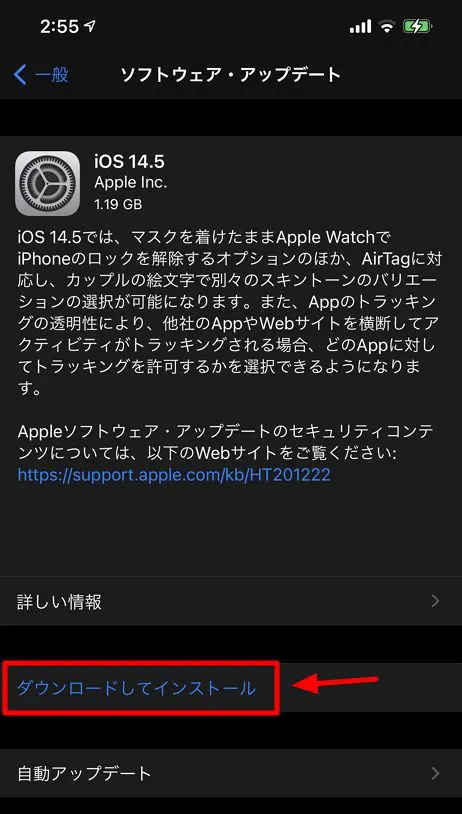 2:55
一般
ソフトウェア・アップデート
iOS 14.5
Apple Inc.
1.19 GB
iOS 14.5では、マスクを着けたままApple Watchで
iPhoneのロックを解除するオプションのほか、AirTagに対
応し、カップルの絵文字で別々のスキントーンのバリエ
ーションの選択が可能になります。また、Appのトラッキン
グの透明性により、他社のAppやWebサイトを横断してア
クティビティがトラッキングされる場合、どのAppに対し
てトラッキングを許可するかを選択できるようになりま
す。
Appleソフトウェア・アップデートのセキュリティコンテ
ンツについては、以下のWebサイトをご覧ください:
https://support.apple.com/kb/HT201222
詳しい情報
ダウンロードしてインストール
自動アップデート